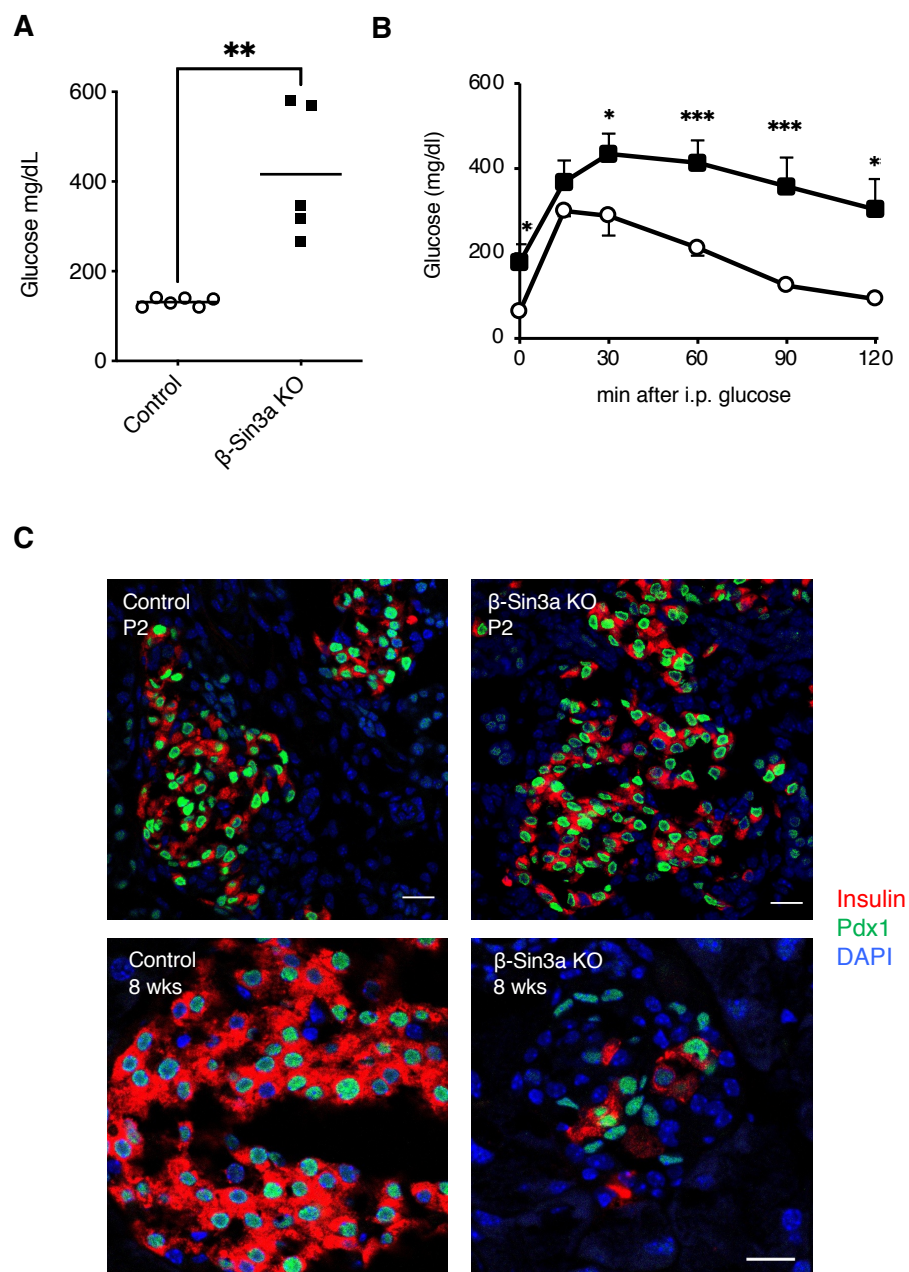 A
**
Glucose mg/dL
600
400
200
0
Control
β-Sin3a KO
B
Glucose (mg/dl)
600
400
200
0
*
*
***
***
*
0
30
60
90
120
min after i.p. glucose
C
Control
P2
β-Sin3a KO
P2
Control
8 wks
β-Sin3a KO
8 wks
Insulin
Pdx1
DAPI